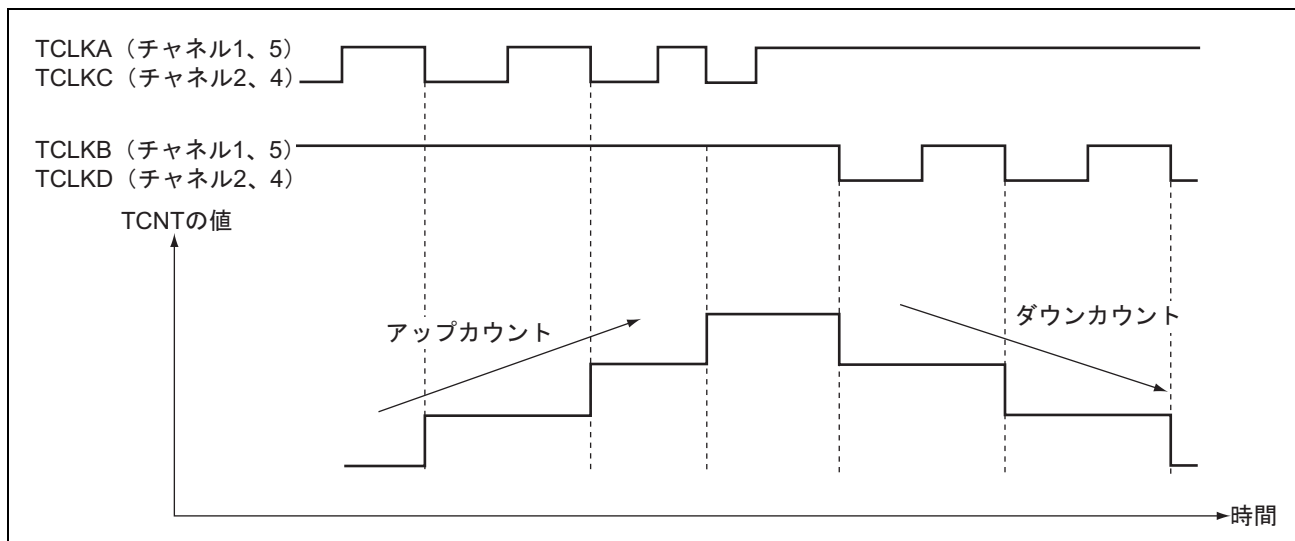 TCLKA（チャネル1、5）
TCLKC（チャネル2、4）
TCLKB（チャネル1、5）
TCLKD（チャネル2、4）
TCNTの値
アップカウント
ダウンカウント
時間